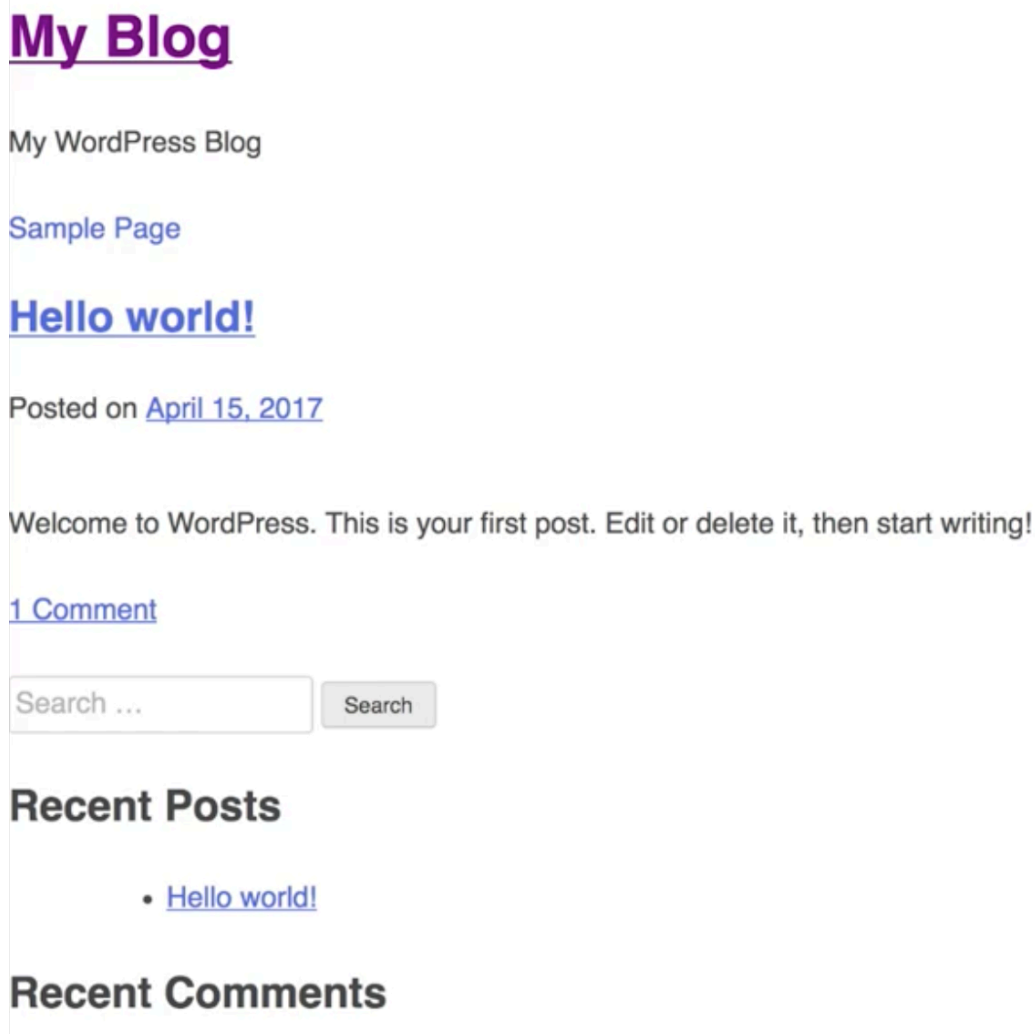 My Blog
My WordPress Blog
Sample Page
Hello world!
Posted on April 15, 2017
Welcome to WordPress. This is your first post. Edit or delete it, then start writing!
1 Comment
Search … Search
Recent Posts
• Hello world!
Recent Comments